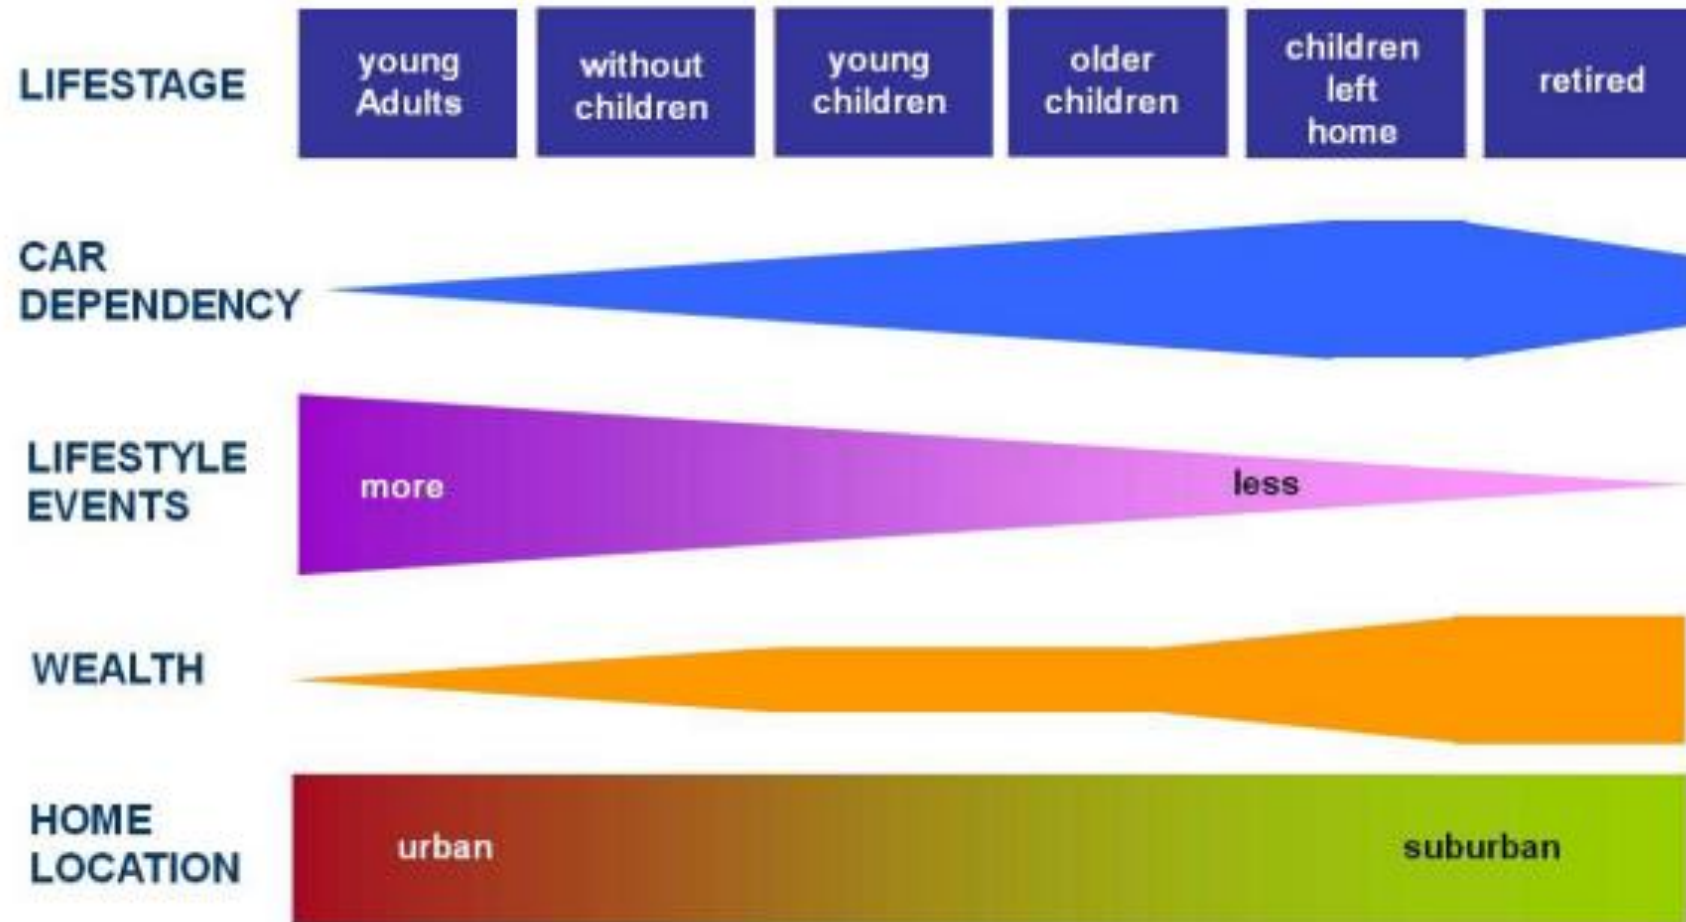 LIFESTAGE
young
Adults
without
children
young
children
older
children
children
left
home
retired
CAR
DEPENDENCY
LIFESTYLE
EVENTS
more
less
WEALTH
HOME
LOCATION
urban
suburban